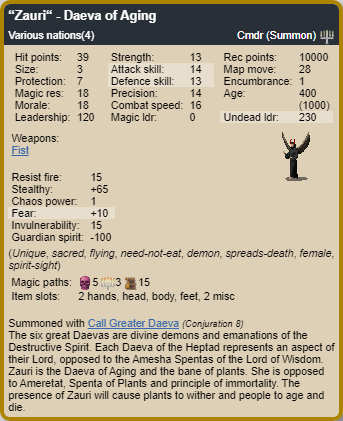 “Zauri“ - Daeva of Aging
Various nations(4) Cmdr (Summon)
Hit points: 39 Strength: 13 Rec points: 10000
Size: 3 Attack skill: 14 Map move: 28
Protection: 7 Defence skill: 13 Encumbrance: 1
Magic res: 18 Precision: 14 Age: 400
Morale: 18 Combat speed: 16 (1000)
Leadership: 120 Magic ldr: 0 Undead ldr: 230
Weapons:
Fist
Resist fire: 15
Stealthy: +65
Chaos power: 1
Fear: +10
Invulnerability: 15
Guardian spirit: -100
(Unique, sacred, flying, need-not-eat, demon, spreads-death, female,
spirit-sight)
Magic paths: 5 3 15
Item slots: 2 hands, head, body, feet, 2 misc
Summoned with Call Greater Daeva (Conjuration 8)
The six great Daevas are divine demons and emanations of the
Destructive Spirit. Each Daeva of the Heptad represents an aspect of
their Lord, opposed to the Amesha Spentas of the Lord of Wisdom.
Zauri is the Daeva of Aging and the bane of plants. She is opposed
to Ameretat, Spenta of Plants and principle of immortality. The
presence of Zauri will cause plants to wither and people to age and
die.